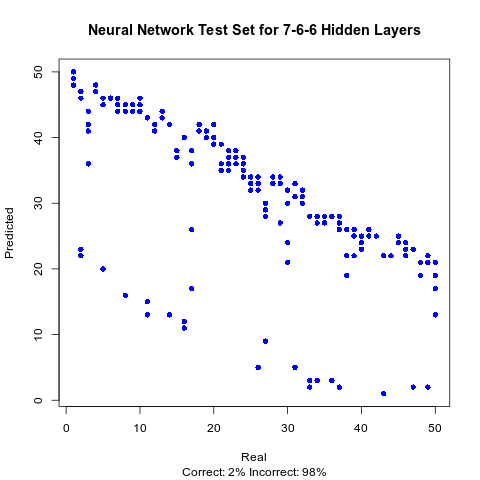 Neural Network Test Set for 7-6-6 Hidden Layers
Predicted
50
40
30
20
10
0
0 10 20 30 40 50
Real
Correct: 2% Incorrect: 98%